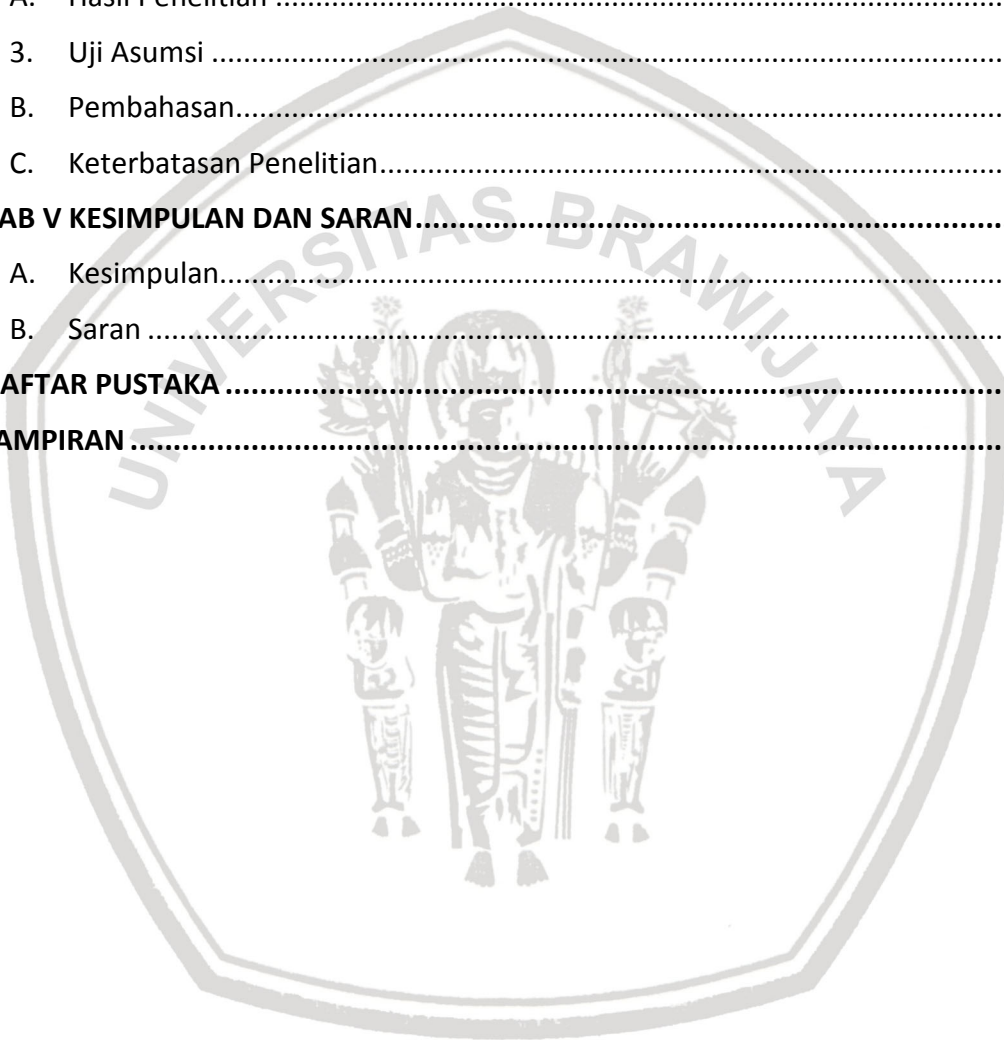 A. Hasil Penelitian ...............................................................................................
3. Uji Asumsi ........................................................................................................
B. Pembahasan.....................................................................................................
C. Keterbatasan Penelitian...................................................................................
AB V KESIMPULAN DAN SARAN.............................................................................
A. Kesimpulan.......................................................................................................
B. Saran ................................................................................................................
AFTAR PUSTAKA ......................................................................................................
AMPIRAN ..................................................................................................................
UNIVERSITAS BRAWIJAYA